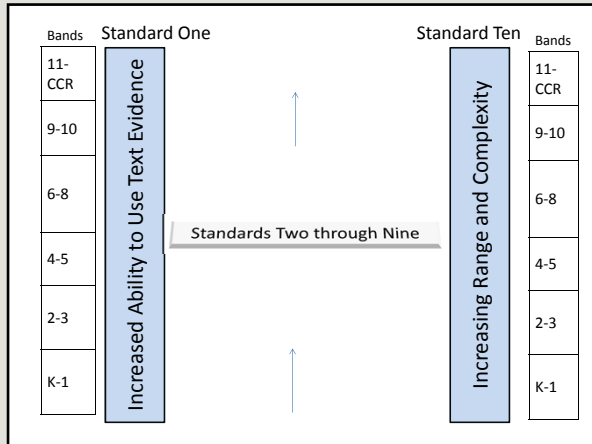 Bands
Standard One
11-
CCR
9-10
6-8
4-5
2-3
K-1
Increased Ability to Use Text Evidence
Standards Two through Nine
Standard Ten
Bands
Increasing Range and Complexity
11-
CCR
9-10
6-8
4-5
2-3
K-1